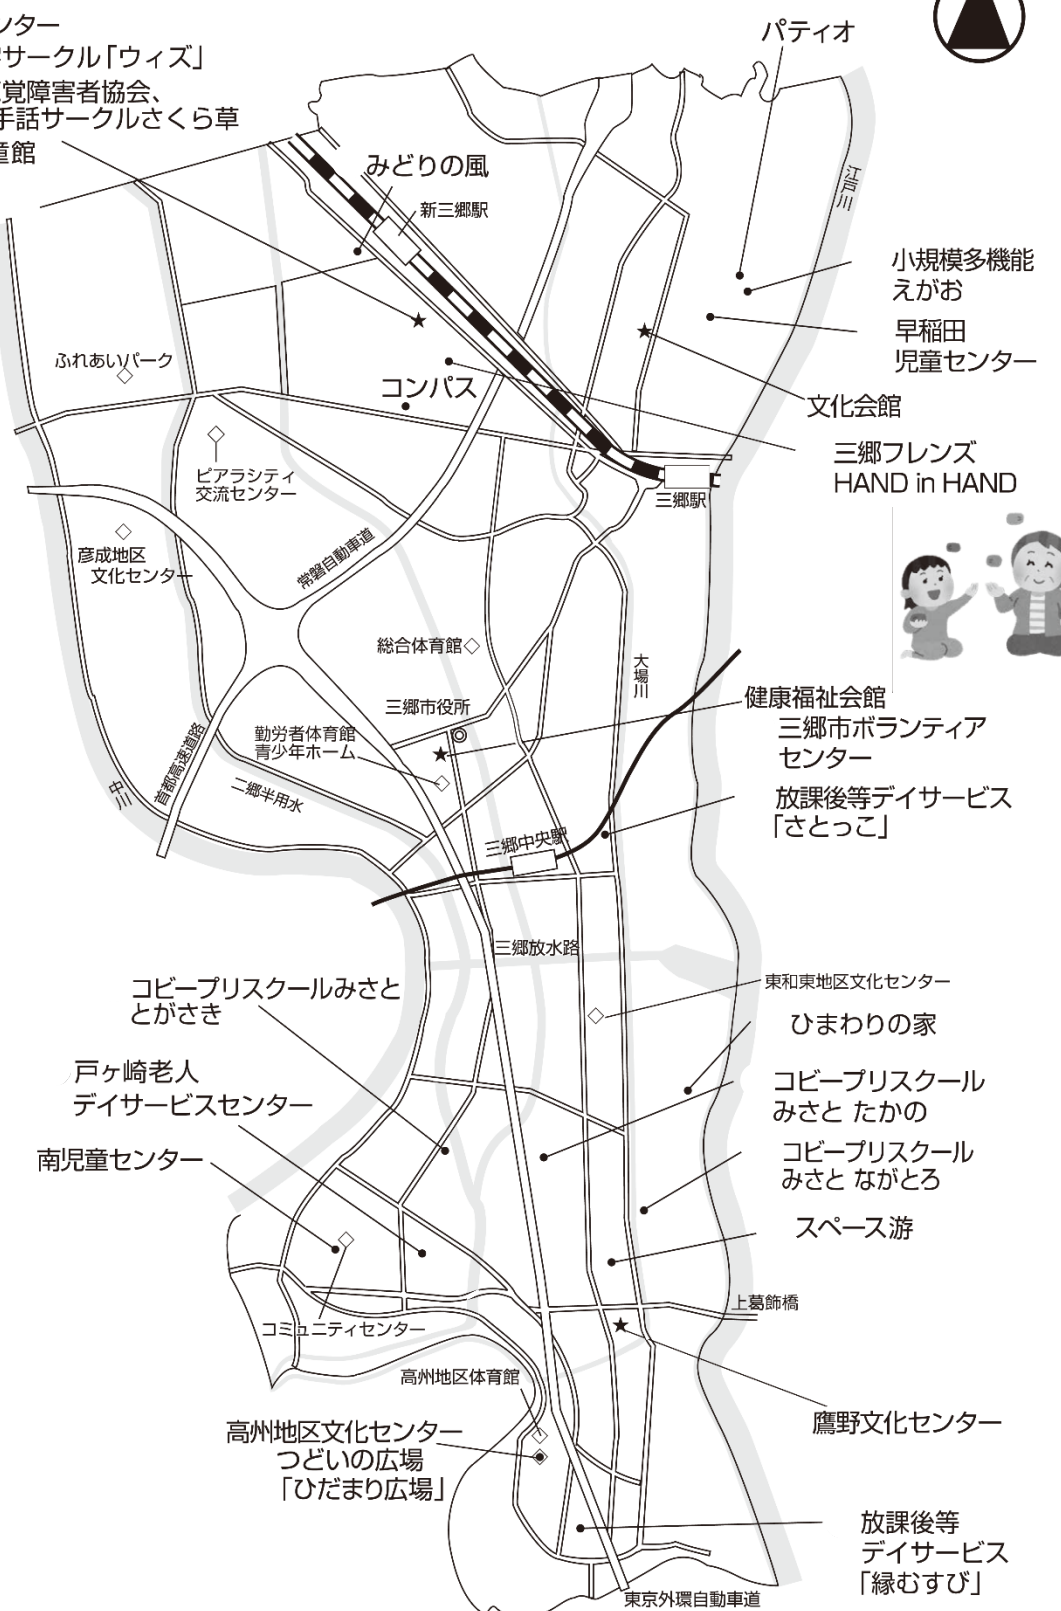 ンター
サークル「ウィズ」
覚障害者協会、
手話サークルさくら草
童館
パティオ
みどりの風
新三郷駅
江戸川
小規模多機能
えがお
早稲田
児童センター
ふれあいパーク
コンパス
文化会館
三郷フレンズ
HAND in HAND
ピアラシティ
交流センター
三郷駅
彦成地区
文化センター
常磐自動車道
総合体育館
大場川
三郷市役所
健康福祉会館
三郷市ボランティア
センター
勤労者体育館
青少年ホーム
首都高速道路
中川
二郷半用水
放課後等デイサービス
「さとっこ」
三郷中央駅
三郷放水路
コビープリスクールみさと
とがさき
東和東地区文化センター
ひまわりの家
戸ヶ崎老人
デイサービスセンター
コビープリスクール
みさと たかの
南児童センター
コビープリスクール
みさと ながとろ
スペース游
上葛飾橋
コミュニティセンター
高州地区体育館
鷹野文化センター
高州地区文化センター
つどいの広場
「ひだまり広場」
放課後等
デイサービス
「縁むすび」
東京外環自動車道